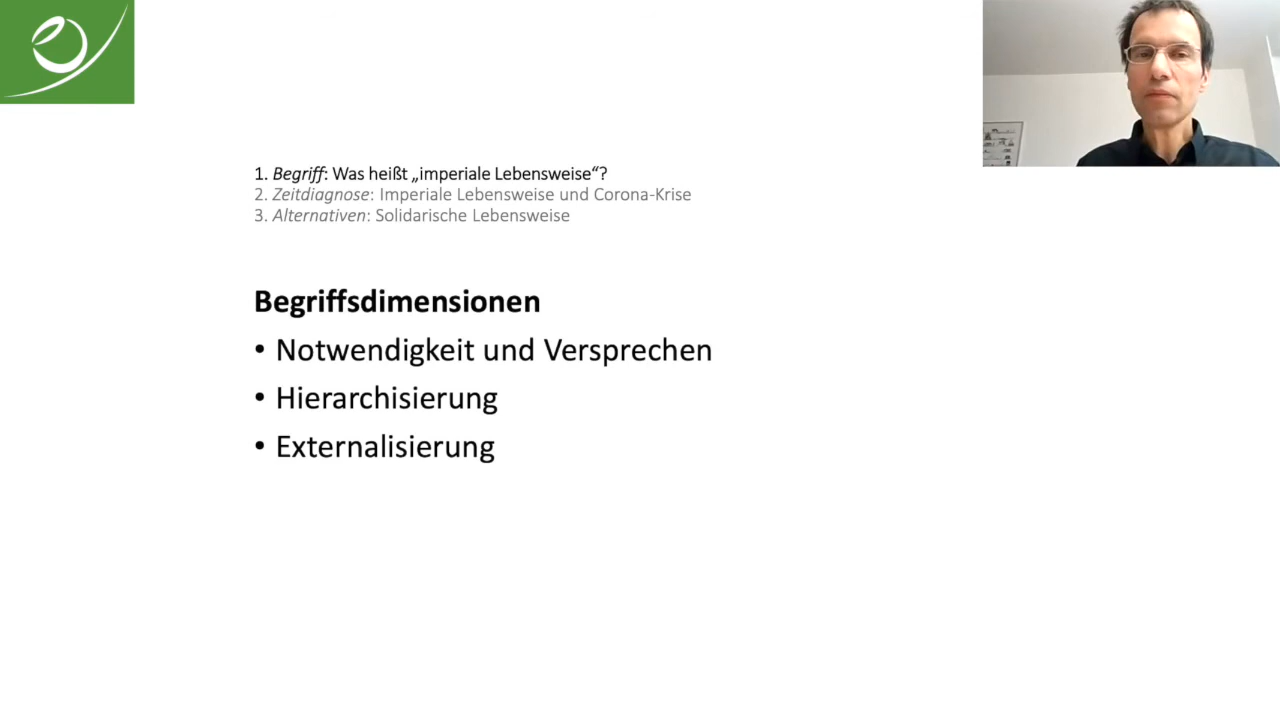 1. Begriff: Was heißt „imperiale Lebensweise“?
2. Zeitdiagnose: Imperiale Lebensweise und Corona-Krise
3. Alternativen: Solidarische Lebensweise
Begriffsdimensionen
• Notwendigkeit und Versprechen
• Hierarchisierung
• Externalisierung